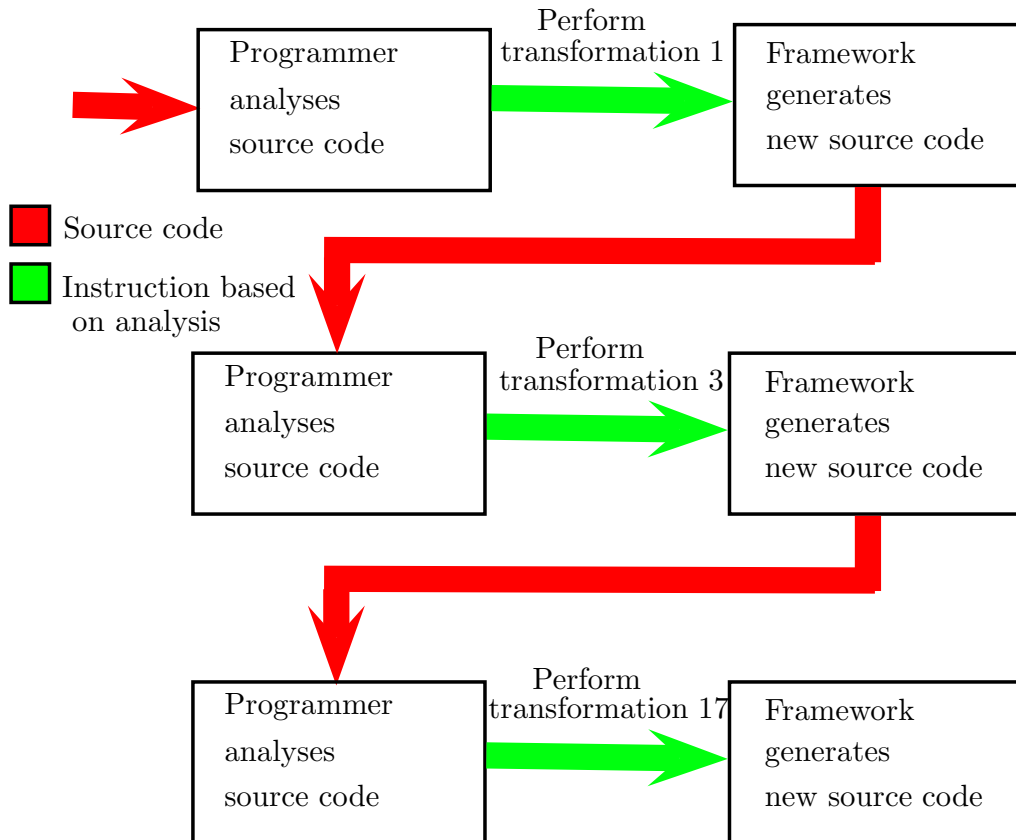 Programmer
analyses
source code
Perform
transformation 1
Framework
generates
new source code
Source code
Instruction based
on analysis
Programmer
analyses
source code
Perform
transformation 3
Framework
generates
new source code
Programmer
analyses
source code
Perform
transformation 17
Framework
generates
new source code